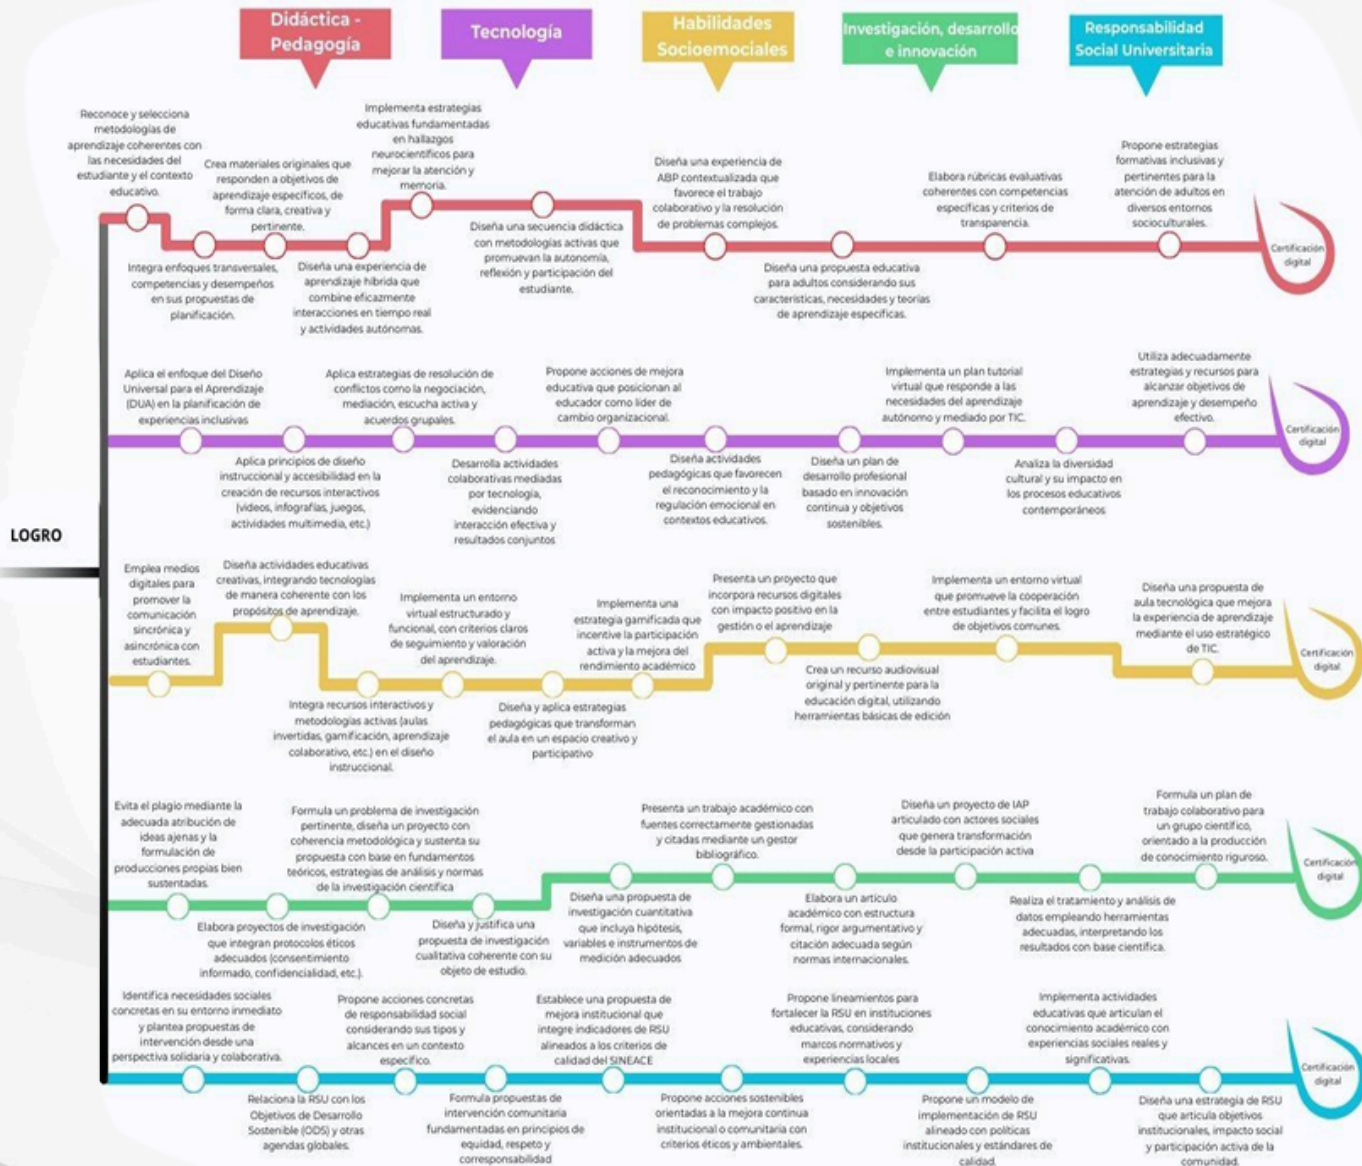 Didáctica -
Pedagogía
Tecnología
Habilidades
Socioemociales
Investigación, desarrollo
e innovación
Responsabilidad
Social Universitaria
LOGRO
Reconoce y selecciona
metodologías de
aprendizaje coherentes con
las necesidades del
estudiante y el contexto
educativo.
Integra enfoques transversales,
competencias y desempeños
en sus propuestas de
planificación.
Crea materiales originales que
responden a objetivos de
aprendizaje específicos, de
forma clara, creativa y
pertinente.
Diseña una experiencia de
aprendizaje híbrida que
combine eficazmente
interacciones en tiempo real
y actividades autónomas.
Implementa estrategias
educativas fundamentadas
en hallazgos
neurocientíficos para
mejorar la atención y
memoria.
Diseña una secuencia didáctica
con metodologías activas que
promuevan la autonomía,
reflexión y participación del
estudiante.
Diseña una experiencia de
ABP contextualizada que
favorece el trabajo
colaborativo y la resolución
de problemas complejos.
Diseña una propuesta educativa
para adultos considerando sus
características, necesidades y teorías
de aprendizaje específicas.
Elabora rúbricas evaluativas
coherentes con competencias
específicas y criterios de
transparencia.
Propone estrategias
formativas inclusivas y
pertinentes para la
atención de adultos en
diversos entornos
socioculturales.
Certificación
digital
Aplica el enfoque del Diseño
Universal para el Aprendizaje
(DUA) en la planificación de
experiencias inclusivas
Aplica principios de diseño
instruccional y accesibilidad en la
creación de recursos interactivos
(videos, infografías, juegos,
actividades multimedia, etc.)
Aplica estrategias de resolución de
conflictos como la negociación,
mediación, escucha activa y
acuerdos grupales.
Desarrolla actividades
colaborativas mediadas
por tecnología,
evidenciando
interacción efectiva y
resultados conjuntos
Propone acciones de mejora
educativa que posicionan al
educador como líder de
cambio organizacional.
Diseña actividades
pedagógicas que favorecen
el reconocimiento y la
regulación emocional en
contextos educativos.
Diseña un plan de
desarrollo profesional
basado en innovación
continua y objetivos
sostenibles.
Implementa un plan tutorial
virtual que responde a las
necesidades del aprendizaje
autónomo y mediado por TIC.
Analiza la diversidad
cultural y su impacto en
los procesos educativos
contemporáneos
Utiliza adecuadamente
estrategias y recursos para
alcanzar objetivos de
aprendizaje y desempeño
efectivo.
Certificación
digital
Emplea medios
digitales para
promover la
comunicación
sincrónica y
asincrónica con
estudiantes.
Diseña actividades educativas
creativas, integrando tecnologías
de manera coherente con los
propósitos de aprendizaje.
Integra recursos interactivos y
metodologías activas (aulas
invertidas, gamificación, aprendizaje
colaborativo, etc.) en el diseño
instruccional.
Implementa un entorno
virtual estructurado y
funcional, con criterios claros
de seguimiento y valoración
del aprendizaje.
Diseña y aplica estrategias
pedagógicas que transforman
el aula en un espacio creativo y
participativo
Implementa una
estrategia gamificada que
incentive la participación
activa y la mejora del
rendimiento académico
Presenta un proyecto que
incorpora recursos digitales
con impacto positivo en la
gestión o el aprendizaje
Crea un recurso audiovisual
original y pertinente para la
educación digital, utilizando
herramientas básicas de edición
Implementa un entorno virtual
que promueve la cooperación
entre estudiantes y facilita el logro
de objetivos comunes.
Diseña una propuesta de
aula tecnológica que mejora
la experiencia de aprendizaje
mediante el uso estratégico
de TIC.
Certificación
digital
Evita el plagio mediante la
adecuada atribución de
ideas ajenas y la
formulación de
producciones propias bien
sustentadas.
Elabora proyectos de investigación
que integran protocolos éticos
adecuados (consentimiento
informado, confidencialidad, etc.).
Formula un problema de investigación
pertinente, diseña un proyecto con
coherencia metodológica y sustenta su
propuesta con base en fundamentos
teóricos, estrategias de análisis y normas
de la investigación científica
Diseña y justifica una
propuesta de investigación
cualitativa coherente con su
objeto de estudio.
Diseña una propuesta de
investigación cuantitativa
que incluya hipótesis,
variables e instrumentos de
medición adecuados
Presenta un trabajo académico con
fuentes correctamente gestionadas
y citadas mediante un gestor
bibliográfico.
Elabora un artículo
académico con estructura
formal, rigor argumentativo y
citación adecuada según
normas internacionales.
Diseña un proyecto de IAP
articulado con actores sociales
que genera transformación
desde la participación activa
Realiza el tratamiento y análisis de
datos empleando herramientas
adecuadas, interpretando los
resultados con base científica.
Formula un plan de
trabajo colaborativo para
un grupo científico,
orientado a la producción
de conocimiento riguroso.
Certificación
digital
Identifica necesidades sociales
concretas en su entorno inmediato
y plantea propuestas de
intervención desde una
perspectiva solidaria y colaborativa.
Relaciona la RSU con los
Objetivos de Desarrollo
Sostenible (ODS) y otras
agendas globales.
Propone acciones concretas
de responsabilidad social
considerando sus tipos y
alcances en un contexto
específico.
Formula propuestas de
intervención comunitaria
fundamentadas en principios de
equidad, respeto y
corresponsabilidad
Establece una propuesta de
mejora institucional que
integre indicadores de RSU
alineados a los criterios de
calidad del SINEACE
Propone acciones sostenibles
orientadas a la mejora continua
institucional o comunitaria con
criterios éticos y ambientales.
Propone lineamientos para
fortalecer la RSU en instituciones
educativas, considerando
marcos normativos y
experiencias locales
Propone un modelo de
implementación de RSU
alineado con políticas
institucionales y estándares de
calidad.
Implementa actividades
educativas que articulan el
conocimiento académico con
experiencias sociales reales y
significativas.
Diseña una estrategia de RSU
que articula objetivos
institucionales, impacto social
y participación activa de la
comunidad.
Certificación
digital